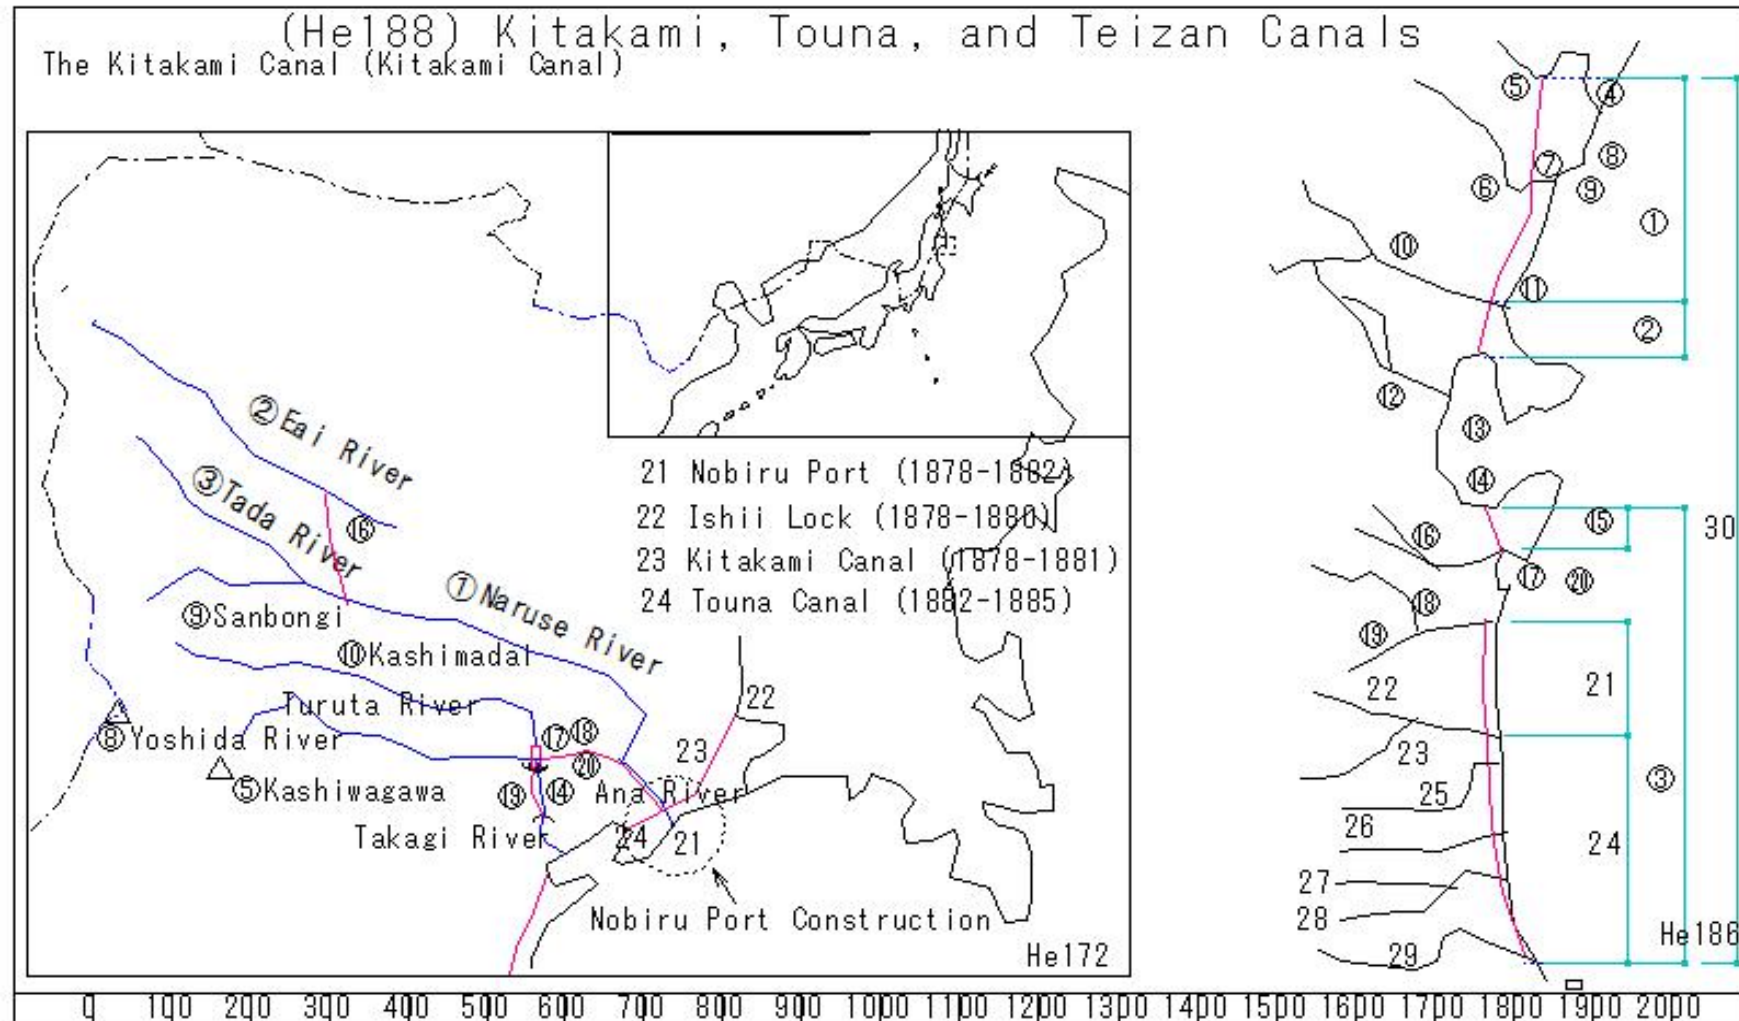 (He188) Kitakami, Touna, and Teizan Canals
The Kitakami Canal (Kitakami Canal)
②Eai River
③Tada River
⑯
①Naruse River
⑨Sanbongi
⑩Kashimadai
Turuta River
⑧Yoshida River
⑤Kashiwagawa
⑰ ⑱
⑳
⑲ ⑭ Ana River
Takagi River
22
23
24 21
Nobiru Port Construction
He172
21 Nobiru Port (1878-1882)
22 Ishii Lock (1878-1880)
23 Kitakami Canal (1878-1881)
24 Touna Canal (1882-1885)
⑤ ④
⑦ ⑧
⑥ ⑨
①
⑩
⑪
②
⑫
⑬
⑭
⑮
⑯
30
⑰ ⑳
⑱
⑲
22 21
23
25 ③
26 24
27
28
29
He186
0 100 200 300 400 500 600 700 800 900 1000 1100 1200 1300 1400 1500 1600 1700 1800 1900 2000